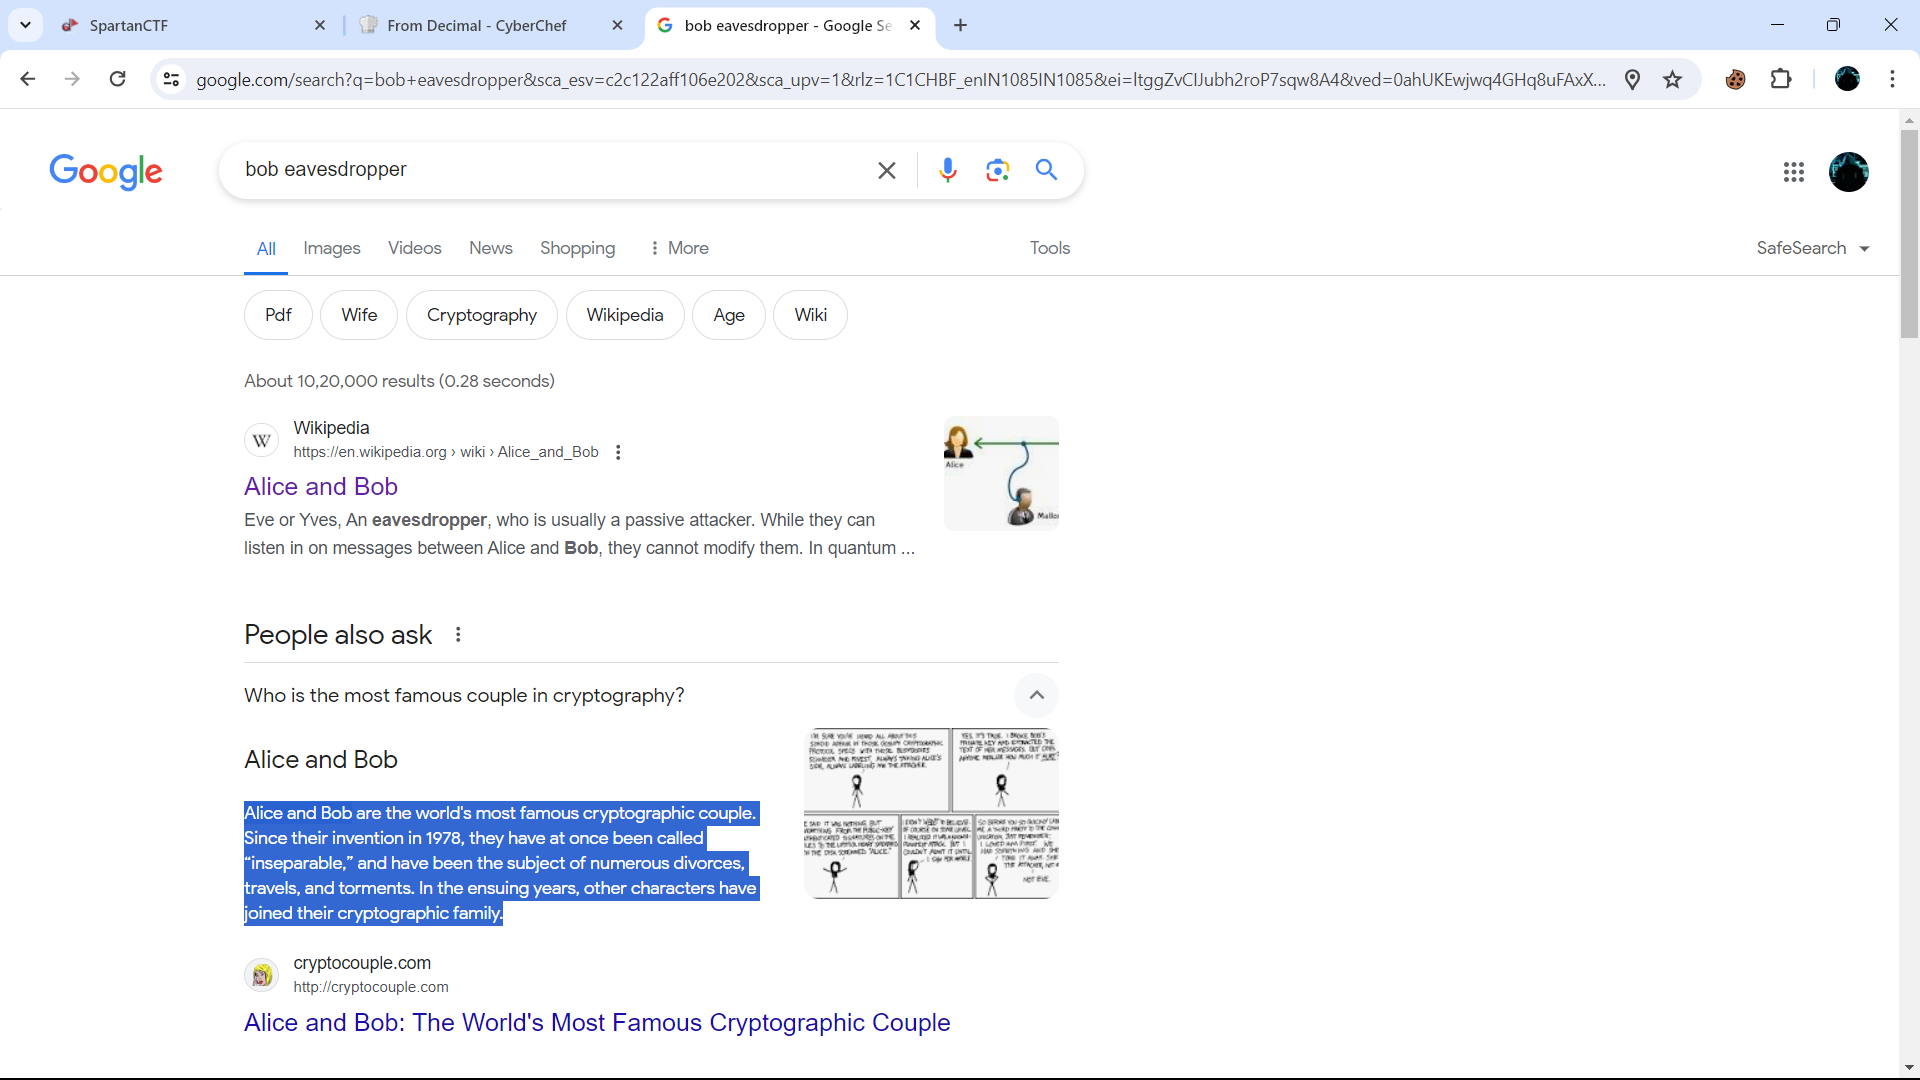 SpartanCTF
From Decimal - CyberChef
bob eavesdropper - Google Se
google.com/search?q=bob+eavesdropper&sca_esv=c2c122aff106e202&sca_upv=1&rlz=1C1CHBF_enIN1085IN1085&ei=ItggZvCIJubh2roP7sqw8A4&ved=0ahUKEwjwq4GHq8uFAxX...
Google
bob eavesdropper
All Images Videos News Shopping More Tools SafeSearch
Pdf Wife Cryptography Wikipedia Age Wiki
About 10,20,000 results (0.28 seconds)
W
Wikipedia
https://en.wikipedia.org › wiki › Alice_and_Bob
Alice and Bob
Eve or Yves, An eavesdropper, who is usually a passive attacker. While they can
listen in on messages between Alice and Bob, they cannot modify them. In quantum ...
Alice
People also ask
Who is the most famous couple in cryptography?
Alice and Bob
Alice and Bob are the world's most famous cryptographic couple.
Since their invention in 1978, they have at once been called
“inseparable,” and have been the subject of numerous divorces,
travels, and torments. In the ensuing years, other characters have
joined their cryptographic family.
cryptocouple.com
http://cryptocouple.com
Alice and Bob: The World's Most Famous Cryptographic Couple